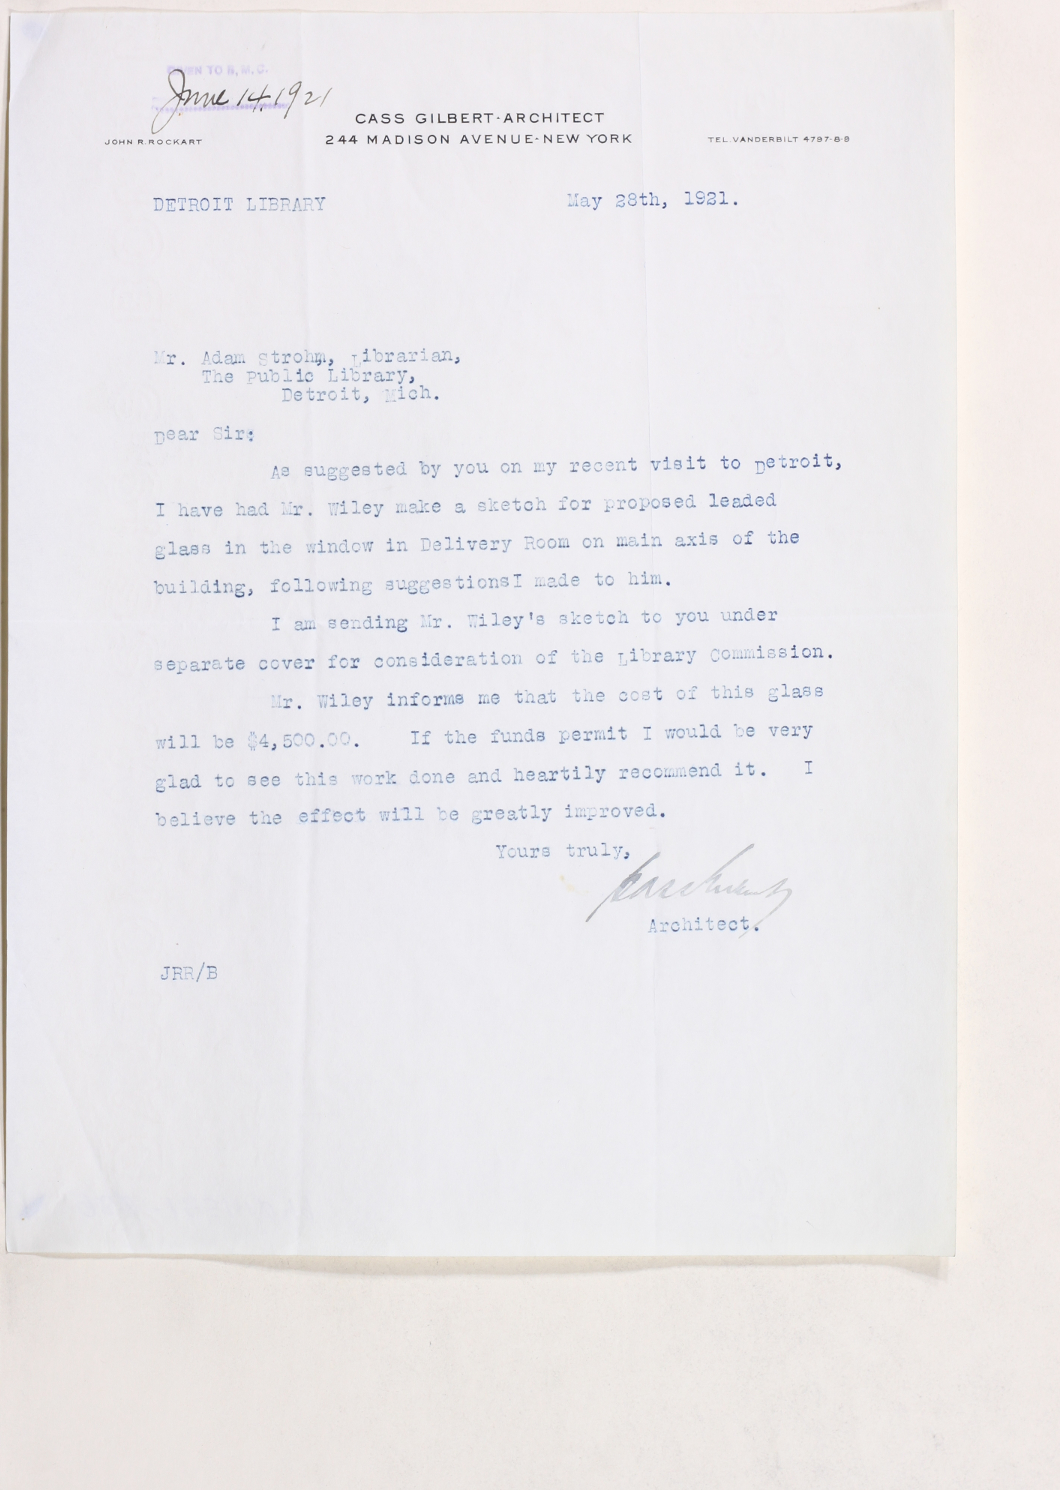 June 14, 1921
CASS GILBERT-ARCHITECT
JOHN R. ROCKART 244 MADISON AVENUE-NEW YORK TEL. VANDERBILT 4797-8-9
DETROIT LIBRARY May 28th, 1921.
Mr. Adam Strohm, Librarian,
The Public Library,
Detroit, Mich.
Dear Sir:
As suggested by you on my recent visit to Detroit,
I have had Mr. Wiley make a sketch for proposed leaded
glass in the window in Delivery Room on main axis of the
building, following suggestionsI made to him.
I am sending Mr. Wiley's sketch to you under
separate cover for consideration of the Library Commission.
Mr. Wiley informs me that the cost of this glass
will be $4,500.00. If the funds permit I would be very
glad to see this work done and heartily recommend it. I
believe the effect will be greatly improved.
Yours truly,
Cass Gilbert
Architect.
JRR/B